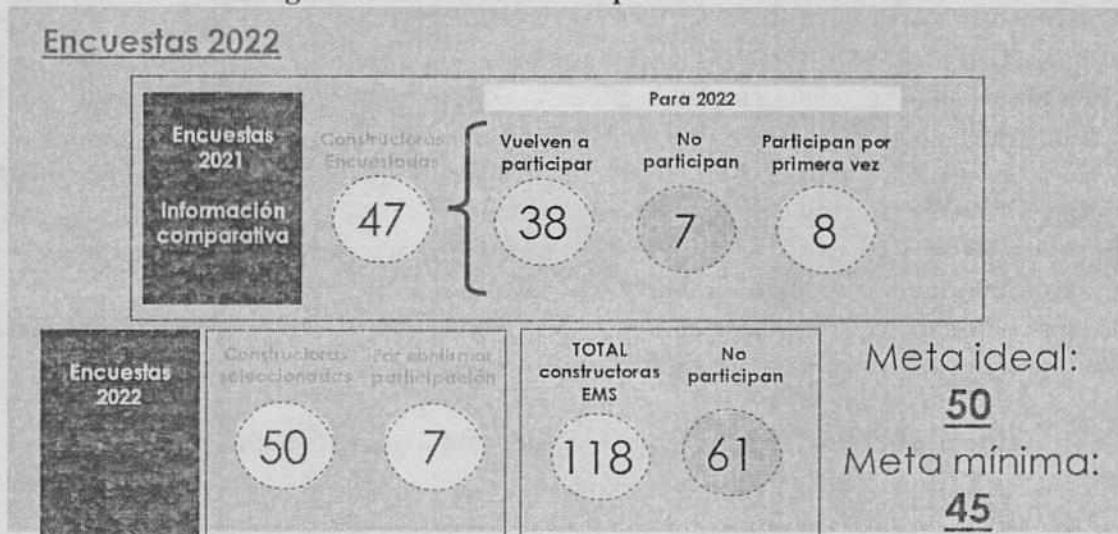 Encuestas 2022
Para 2022
Encuestas
2021
Información
comparativa
Constructoras
Encuestadas
47
Vuelven a
participar
38
No
participan
7
Participan por
primera vez
8
Encuestas
2022
Constructoras
seleccionadas
50
Por confirmar
participación
7
TOTAL
constructoras
EMS
118
No
participan
61
Meta ideal:
50
Meta mínima:
45